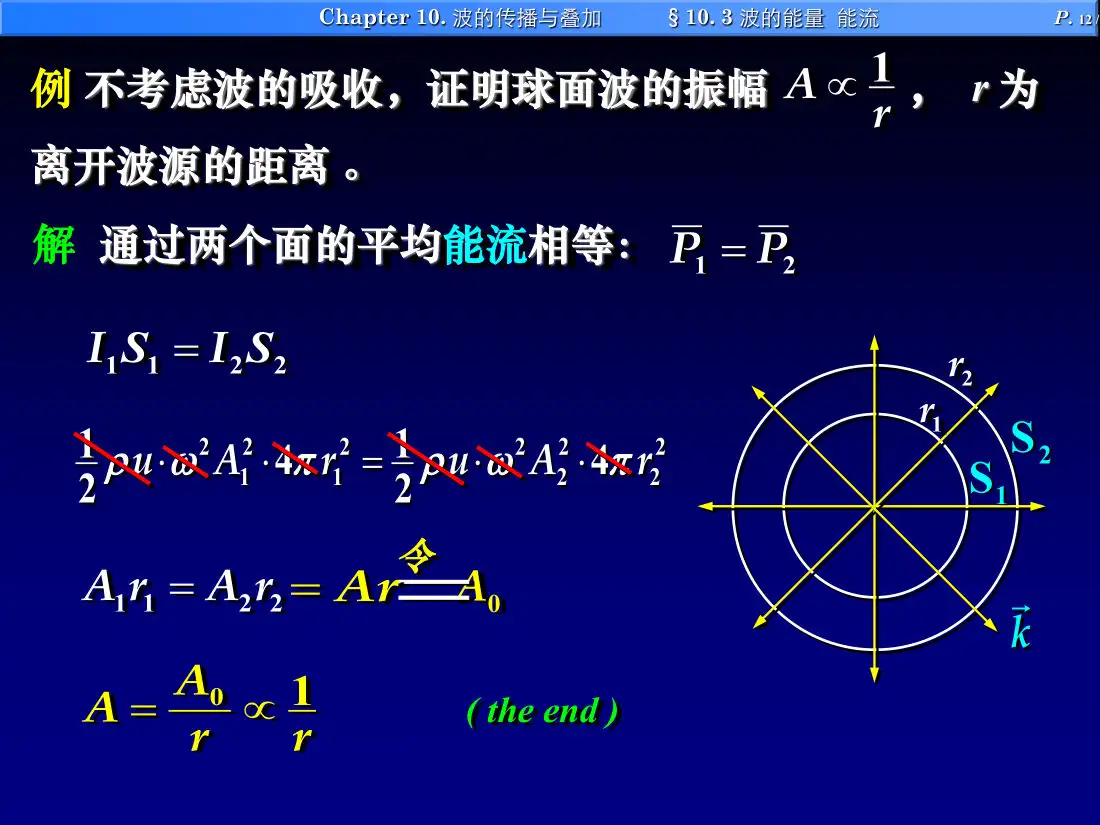 Chapter 10. 波的传播与叠加 §10.3 波的能量 能流 P. 12/
例 不考虑波的吸收，证明球面波的振幅 A ∝ 1/r ， r 为
离开波源的距离 。
解 通过两个面的平均能流相等： P̅₁ = P̅₂
I₁S₁ = I₂S₂
1/2 ρu·ω²A₁²·4πr₁² = 1/2 ρu·ω²A₂²·4πr₂²
A₁r₁ = A₂r₂ = Ar 令 A₀
A = A₀/r ∝ 1/r
( the end )
r₂
r₁
S₂
S₁
k⃗